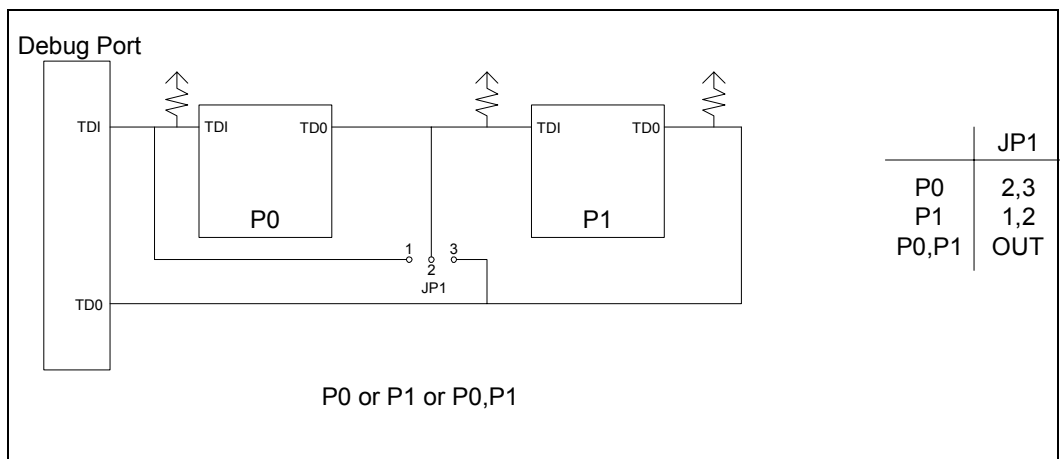 Debug Port
TDI
TDI
TD0
TDI
TD0
P0
P1
1
2
3
JP1
TD0
P0 or P1 or P0,P1
JP1
P0 2,3
P1 1,2
P0,P1 OUT